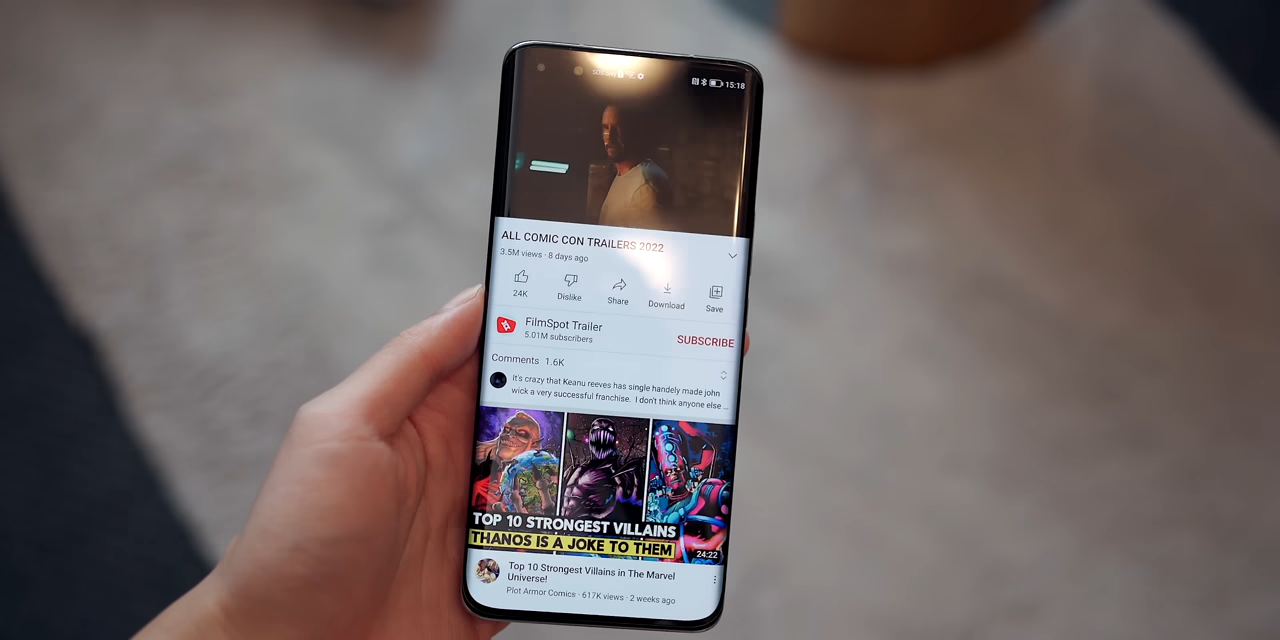 15:18
ALL COMIC CON TRAILERS 2022
3.5M views · 8 days ago
24K
Dislike
Share
Download
Save
FilmSpot Trailer
5.01M subscribers
SUBSCRIBE
Comments 1.6K
It's crazy that Keanu reeves has single handely made john
wick a very successful franchise. I don't think anyone else ...
TOP 10 STRONGEST VILLAINS
THANOS IS A JOKE TO THEM
24:22
Top 10 Strongest Villains in The Marvel
Universe!
Plot Armor Comics · 617K views · 2 weeks ago